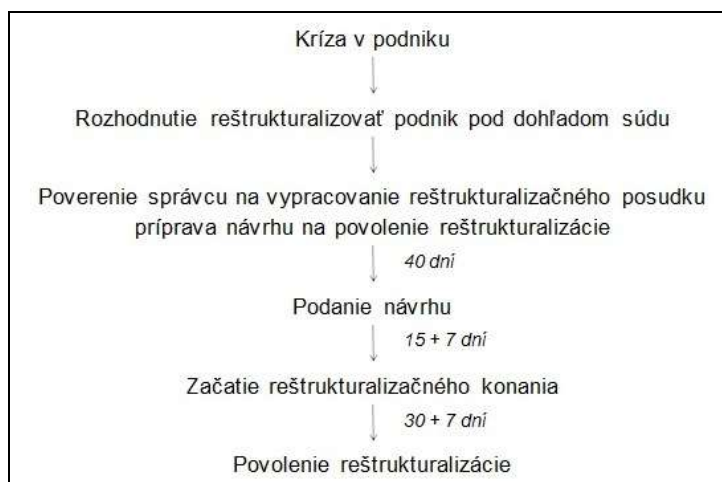 Kríza v podniku
Rozhodnutie reštrukturalizovať podnik pod dohľadom súdu
Poverenie správcu na vypracovanie reštrukturalizačného posudku
príprava návrhu na povolenie reštrukturalizácie
40 dní
Podanie návrhu
15 + 7 dní
Začatie reštrukturalizačného konania
30 + 7 dní
Povolenie reštrukturalizácie